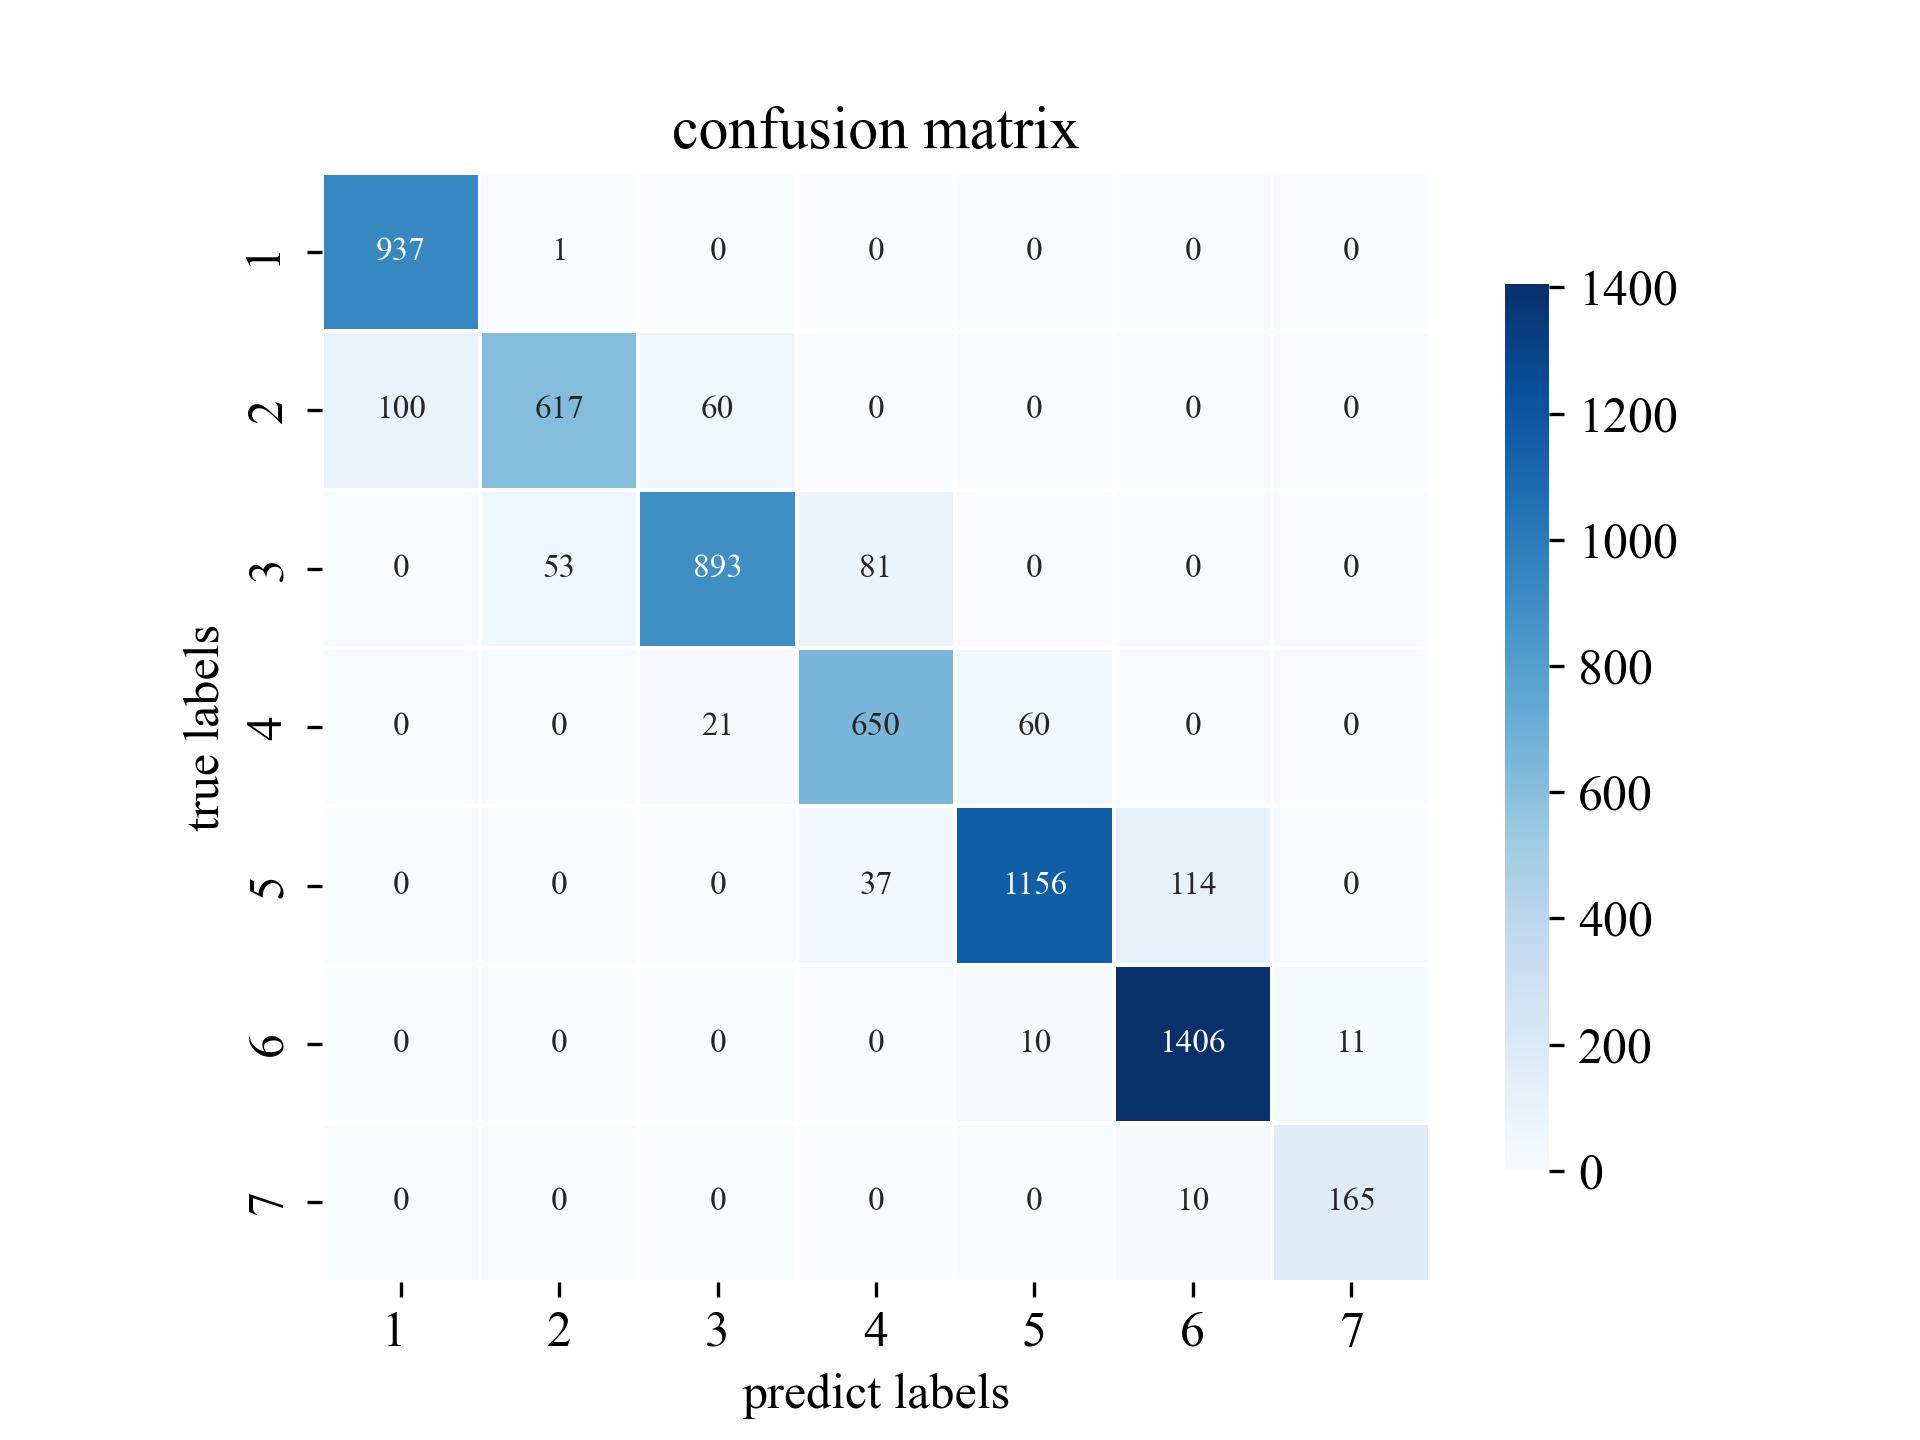 confusion matrix
1 937 1 0 0 0 0 0
2 100 617 60 0 0 0 0
3 0 53 893 81 0 0 0
4 0 0 21 650 60 0 0
5 0 0 0 37 1156 114 0
6 0 0 0 0 10 1406 11
7 0 0 0 0 0 10 165
1 2 3 4 5 6 7
predict labels
true labels
1400
1200
1000
800
600
400
200
0